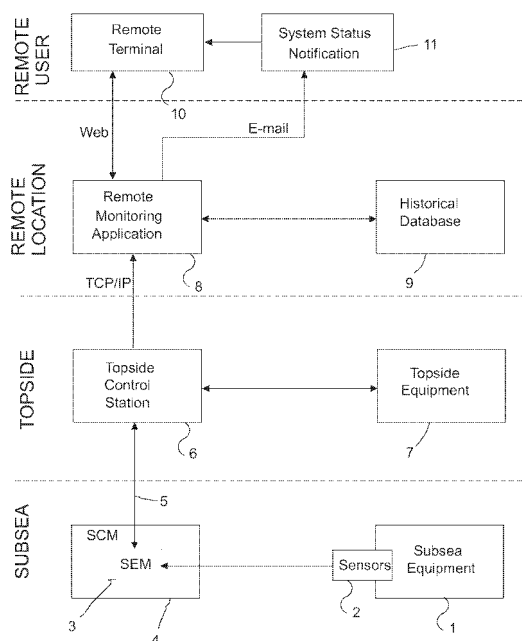 REMOTE
USER
Remote
Terminal
10
System Status
Notification
11
Web
E-mail
REMOTE
LOCATION
Remote
Monitoring
Application
8
Historical
Database
9
TCP/IP
TOPSIDE
Topside
Control
Station
6
Topside
Equipment
7
5
SUBSEA
SCM
SEM
3
4
Sensors
2
Subsea
Equipment
1